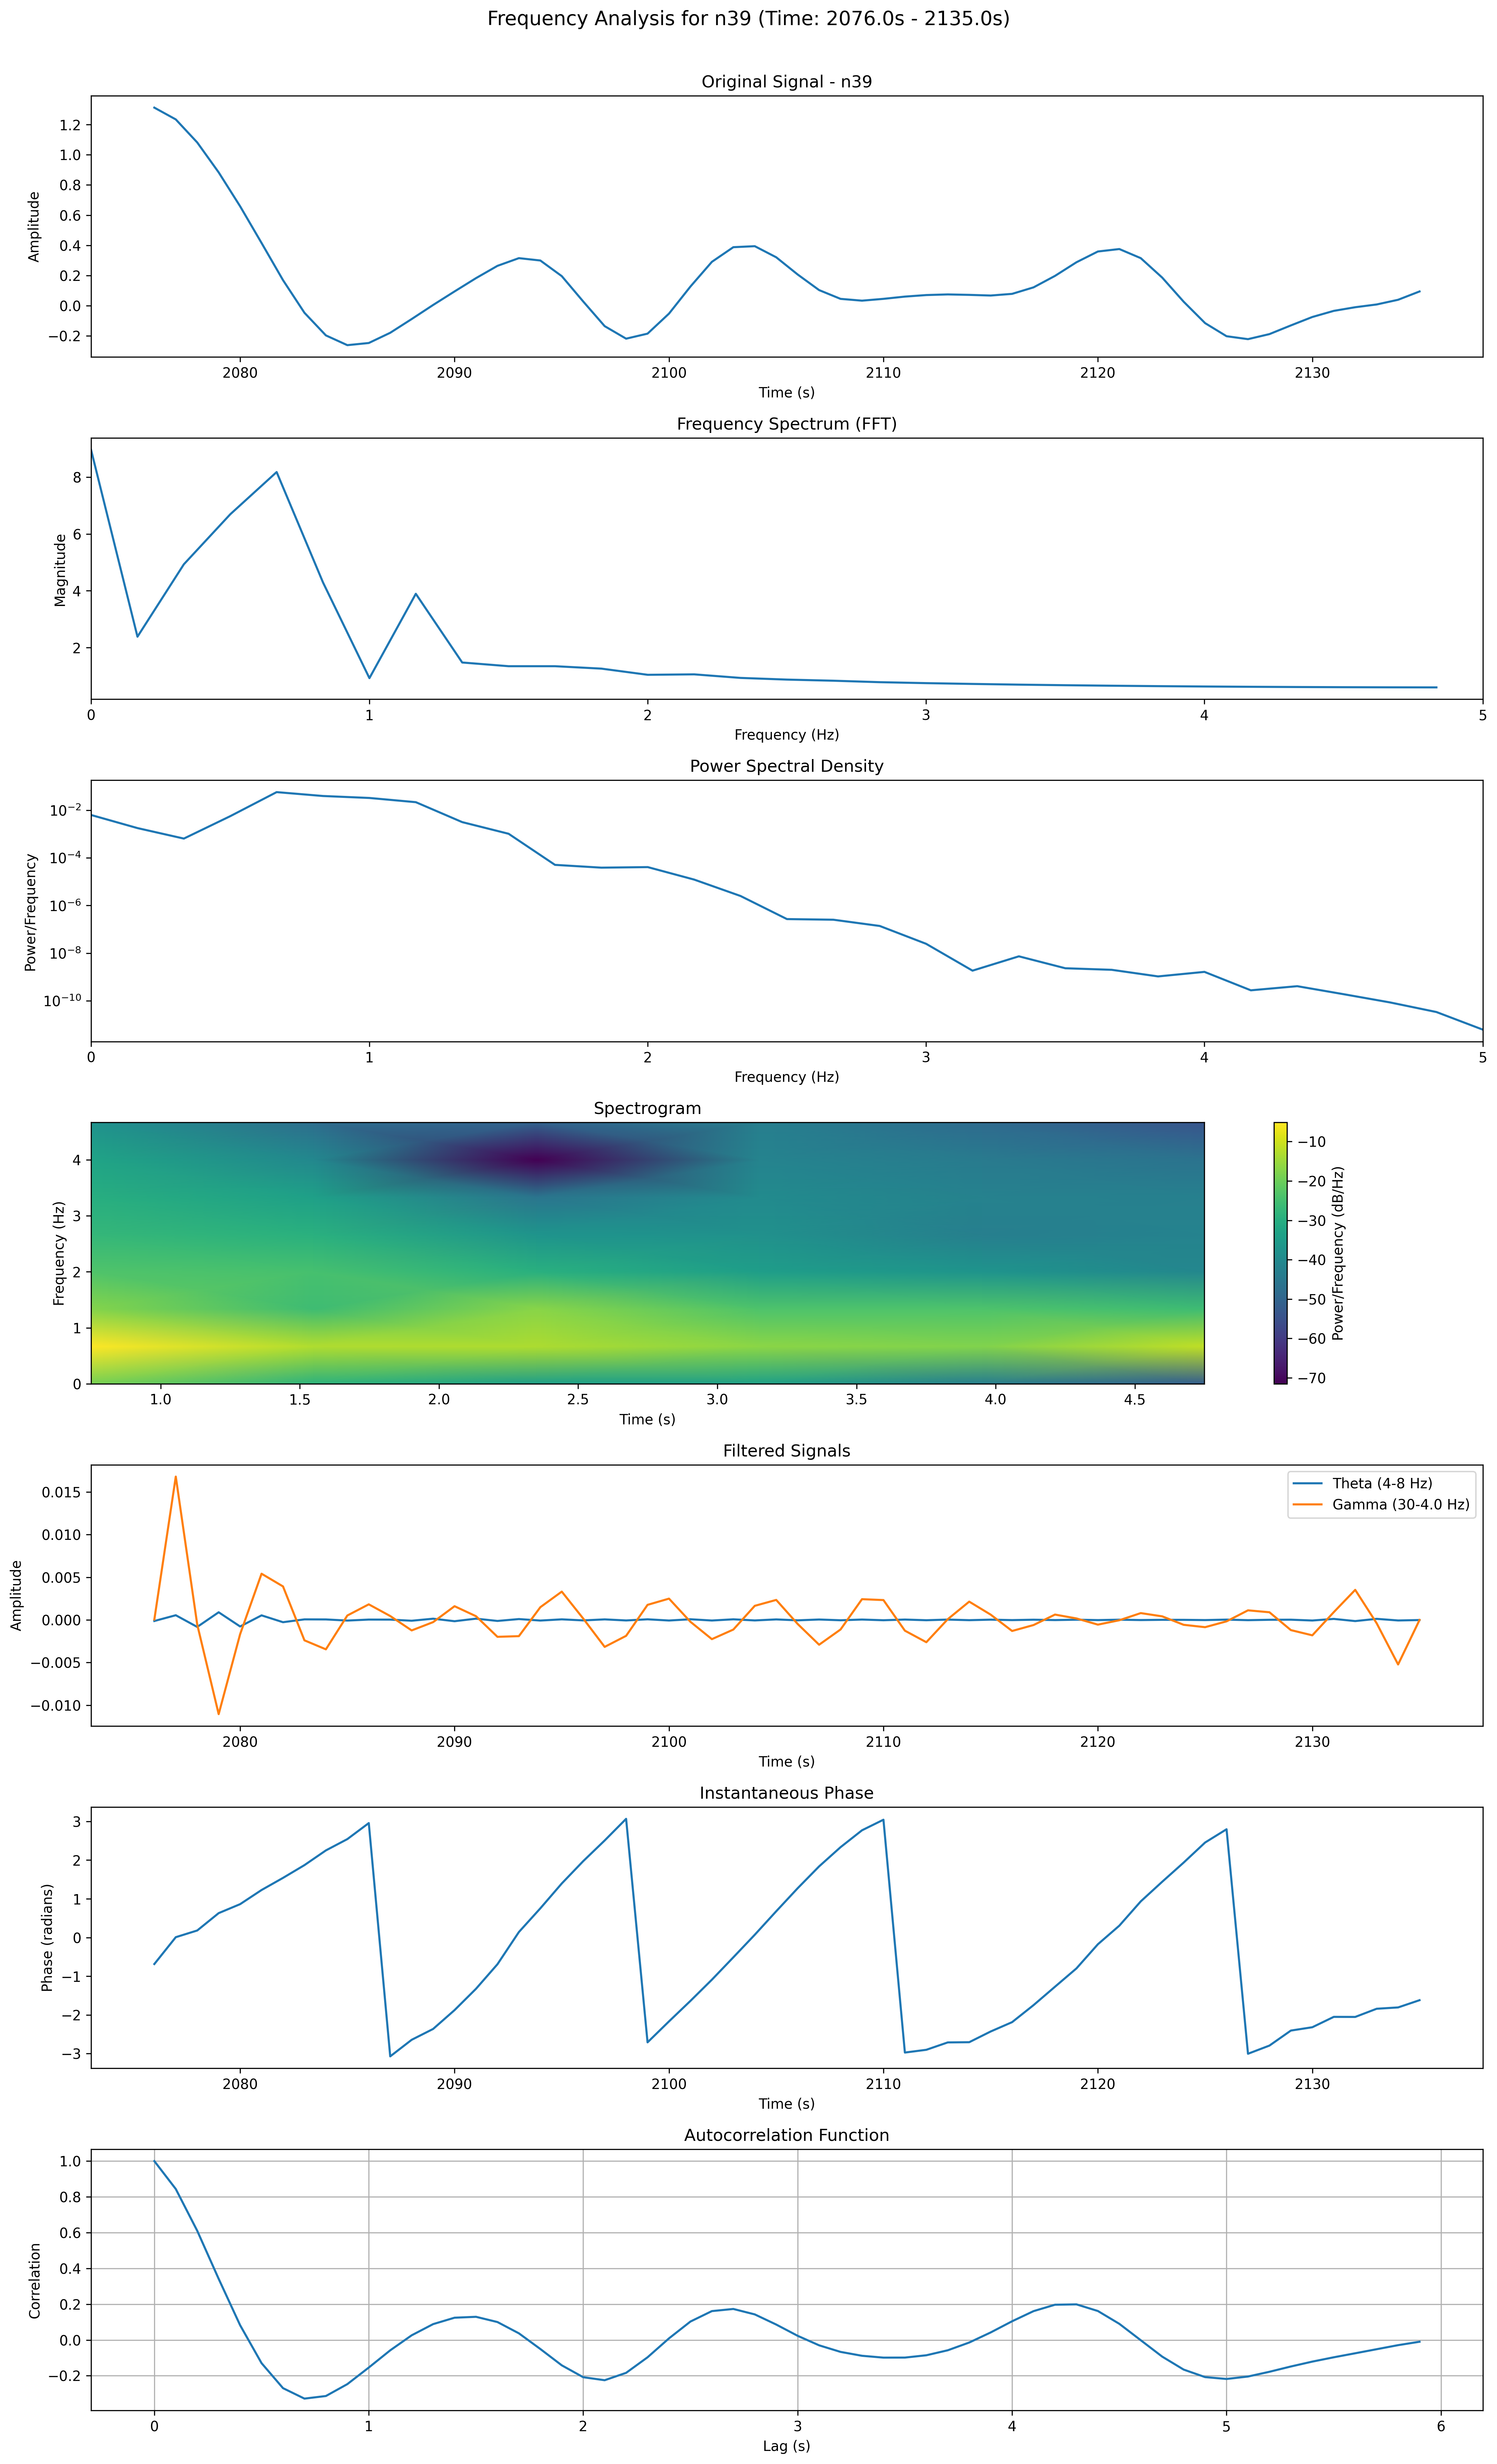 Frequency Analysis for n39 (Time: 2076.0s - 2135.0s)
Original Signal - n39
1.2
1.0
0.8
0.6
0.4
0.2
0.0
−0.2
Amplitude
2080 2090 2100 2110 2120 2130
Time (s)
Frequency Spectrum (FFT)
8
6
4
2
Magnitude
0 1 2 3 4 5
Frequency (Hz)
Power Spectral Density
10⁻²
10⁻⁴
10⁻⁶
10⁻⁸
10⁻¹⁰
Power/Frequency
0 1 2 3 4 5
Frequency (Hz)
Spectrogram
4
3
2
1
0
Frequency (Hz)
1.0 1.5 2.0 2.5 3.0 3.5 4.0 4.5
Time (s)
−10
−20
−30
−40
−50
−60
−70
Power/Frequency (dB/Hz)
Filtered Signals
0.015
0.010
0.005
0.000
−0.005
−0.010
Amplitude
Theta (4-8 Hz)
Gamma (30-4.0 Hz)
2080 2090 2100 2110 2120 2130
Time (s)
Instantaneous Phase
3
2
1
0
−1
−2
−3
Phase (radians)
2080 2090 2100 2110 2120 2130
Time (s)
Autocorrelation Function
1.0
0.8
0.6
0.4
0.2
0.0
−0.2
Correlation
0 1 2 3 4 5 6
Lag (s)